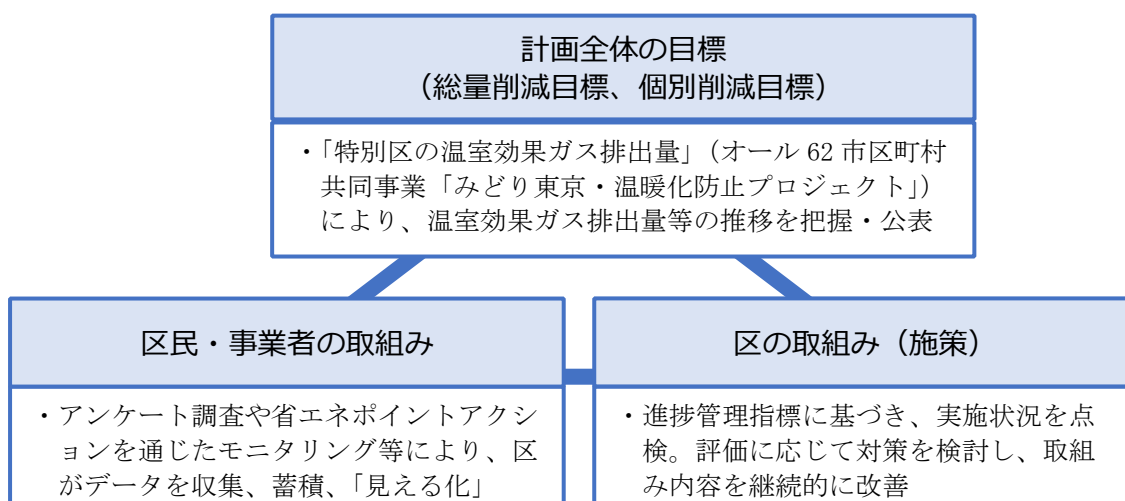 計画全体の目標
（総量削減目標、個別削減目標）
・「特別区の温室効果ガス排出量」（オール 62 市区町村
共同事業「みどり東京・温暖化防止プロジェクト」）
により、温室効果ガス排出量等の推移を把握・公表
区民・事業者の取組み
・アンケート調査や省エネポイントアクシ
ョンを通じたモニタリング等により、区
がデータを収集、蓄積、「見える化」
区の取組み（施策）
・進捗管理指標に基づき、実施状況を点
検。評価に応じて対策を検討し、取組
み内容を継続的に改善